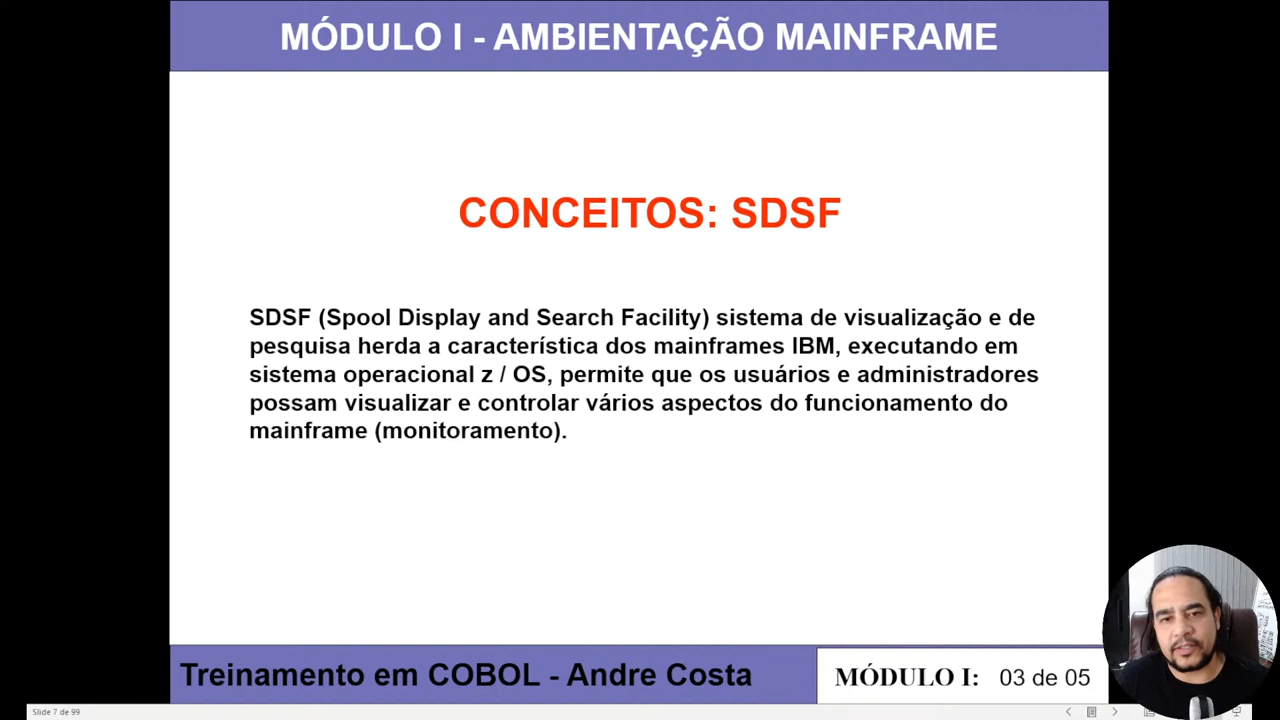 MÓDULO I - AMBIENTAÇÃO MAINFRAME
CONCEITOS: SDSF
SDSF (Spool Display and Search Facility) sistema de visualização e de
pesquisa herda a característica dos mainframes IBM, executando em
sistema operacional z / OS, permite que os usuários e administradores
possam visualizar e controlar vários aspectos do funcionamento do
mainframe (monitoramento).
Treinamento em COBOL - Andre Costa
MÓDULO I: 03 de 05
Slide 7 de 99